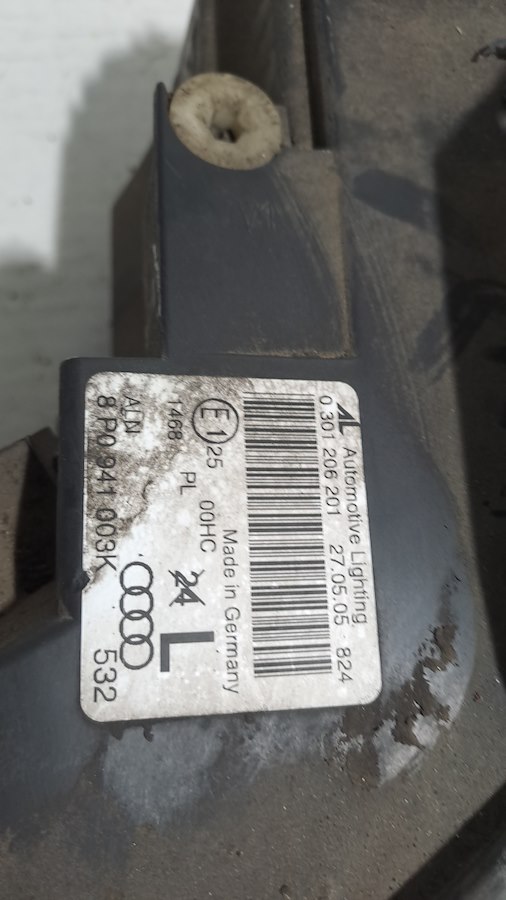 AL Automotive Lighting
0 301 206 201 27.05.05 824
Made in Germany
E1 25 00HC
1468 PL 24 L
ALN
8P0 941 003K 532